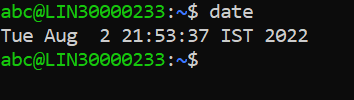 abc@LIN30000233:~$ date
Tue Aug  2 21:53:37 IST 2022
abc@LIN30000233:~$